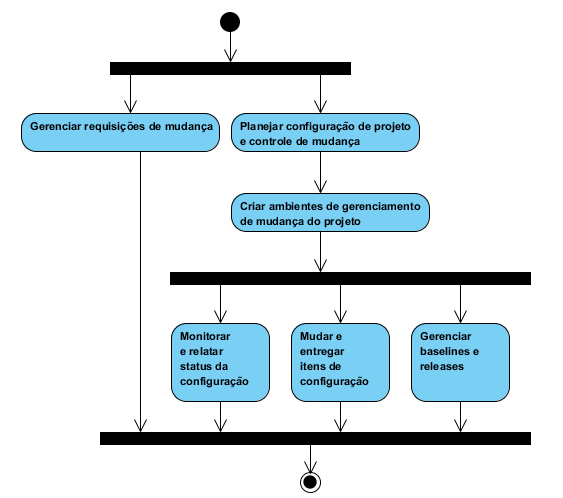 Gerenciar requisições de mudança
Planejar configuração de projeto
e controle de mudança
Criar ambientes de gerenciamento
de mudança do projeto
Monitorar
e relatar
status da
configuração
Mudar e
entregar
itens de
configuração
Gerenciar
baselines e
releases